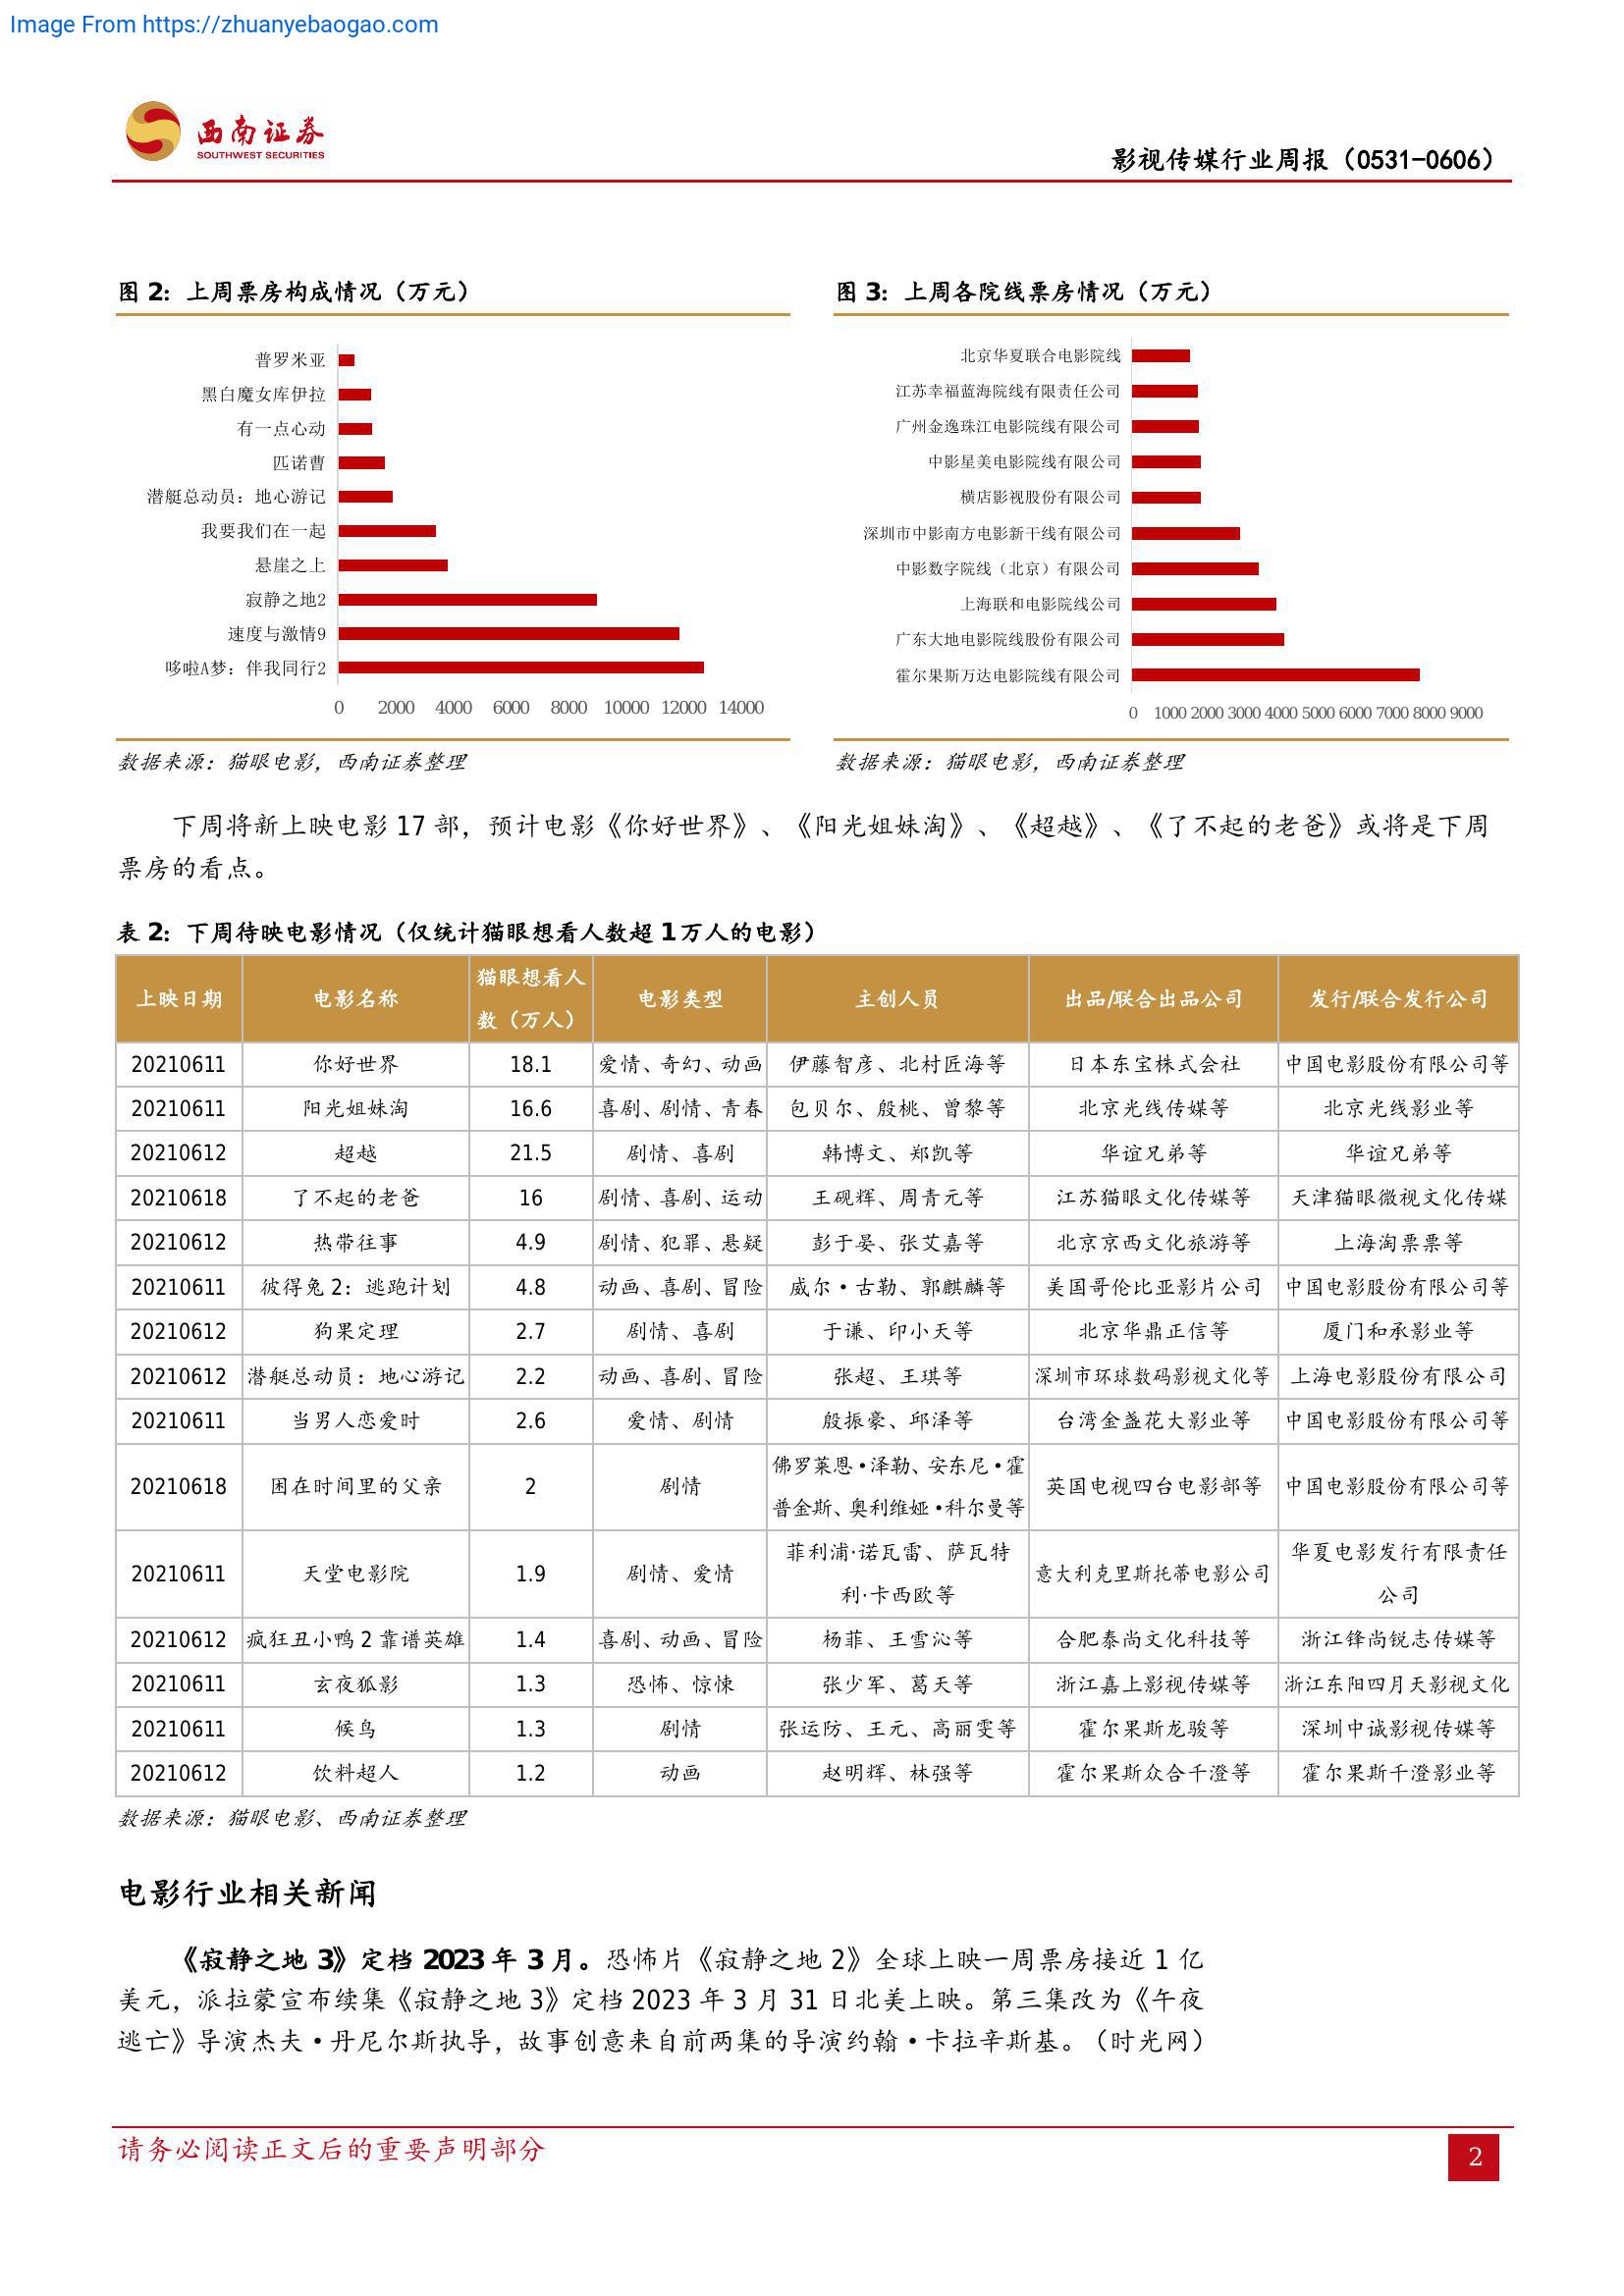 Image From https://zhuanyebaogao.com
西南证券
SOUTHWEST SECURITIES
影视传媒行业周报（0531-0606）
图 2：上周票房构成情况（万元）
普罗米亚
黑白魔女库伊拉
有一点心动
匹诺曹
潜艇总动员：地心游记
我要我们在一起
悬崖之上
寂静之地2
速度与激情9
哆啦A梦：伴我同行2
0 2000 4000 6000 8000 10000 12000 14000
数据来源：猫眼电影，西南证券整理
图 3：上周各院线票房情况（万元）
北京华夏联合电影院线
江苏幸福蓝海院线有限责任公司
广州金逸珠江电影院线有限公司
中影星美电影院线有限公司
横店影视股份有限公司
深圳市中影南方电影新干线有限公司
中影数字院线（北京）有限公司
上海联和电影院线公司
广东大地电影院线股份有限公司
霍尔果斯万达电影院线有限公司
0 1000 2000 3000 4000 5000 6000 7000 8000 9000
数据来源：猫眼电影，西南证券整理
下周将新上映电影 17 部，预计电影《你好世界》、《阳光姐妹淘》、《超越》、《了不起的老爸》或将是下周
票房的看点。
表 2：下周待映电影情况（仅统计猫眼想看人数超 1 万人的电影）
上映日期 电影名称 猫眼想看人数（万人） 电影类型 主创人员 出品/联合出品公司 发行/联合发行公司
20210611 你好世界 18.1 爱情、奇幻、动画 伊藤智彦、北村匠海等 日本东宝株式会社 中国电影股份有限公司等
20210611 阳光姐妹淘 16.6 喜剧、剧情、青春 包贝尔、殷桃、曾黎等 北京光线传媒等 北京光线影业等
20210612 超越 21.5 剧情、喜剧 韩博文、郑凯等 华谊兄弟等 华谊兄弟等
20210618 了不起的老爸 16 剧情、喜剧、运动 王砚辉、周青元等 江苏猫眼文化传媒等 天津猫眼微视文化传媒
20210612 热带往事 4.9 剧情、犯罪、悬疑 彭于晏、张艾嘉等 北京京西文化旅游等 上海淘票票等
20210611 彼得兔 2：逃跑计划 4.8 动画、喜剧、冒险 威尔·古勒、郭麒麟等 美国哥伦比亚影片公司 中国电影股份有限公司等
20210612 狗果定理 2.7 剧情、喜剧 于谦、印小天等 北京华鼎正信等 厦门和承影业等
20210612 潜艇总动员：地心游记 2.2 动画、喜剧、冒险 张超、王琪等 深圳市环球数码影视文化等 上海电影股份有限公司
20210611 当男人恋爱时 2.6 爱情、剧情 殷振豪、邱泽等 台湾金盏花大影业等 中国电影股份有限公司等
20210618 困在时间里的父亲 2 剧情 佛罗莱恩·泽勒、安东尼·霍普金斯、奥利维娅·科尔曼等 英国电视四台电影部等 中国电影股份有限公司等
20210611 天堂电影院 1.9 剧情、爱情 菲利浦·诺瓦雷、萨瓦特利·卡西欧等 意大利克里斯托蒂电影公司 华夏电影发行有限责任公司
20210612 疯狂丑小鸭 2 靠谱英雄 1.4 喜剧、动画、冒险 杨菲、王雪沁等 合肥泰尚文化科技等 浙江锋尚锐志传媒等
20210611 玄夜狐影 1.3 恐怖、惊悚 张少军、葛天等 浙江嘉上影视传媒等 浙江东阳四月天影视文化
20210611 候鸟 1.3 剧情 张运防、王元、高丽雯等 霍尔果斯龙骏等 深圳中诚影视传媒等
20210612 饮料超人 1.2 动画 赵明辉、林强等 霍尔果斯众合千澄等 霍尔果斯千澄影业等
数据来源：猫眼电影、西南证券整理
电影行业相关新闻
《寂静之地 3》定档 2023 年 3 月。恐怖片《寂静之地 2》全球上映一周票房接近 1 亿
美元，派拉蒙宣布续集《寂静之地 3》定档 2023 年 3 月 31 日北美上映。第三集改为《午夜
逃亡》导演杰夫·丹尼尔斯执导，故事创意来自前两集的导演约翰·卡拉辛斯基。（时光网）
请务必阅读正文后的重要声明部分
2